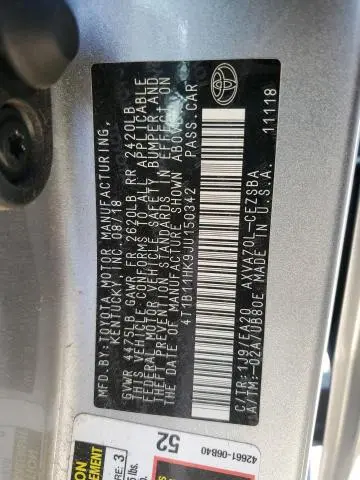 MFD.BY:TOYOTA MOTOR MANUFACTURING,
KENTUCKY, INC. 08/18
GVWR 4475LB GAWR FR 2620LB RR 2420LB
THIS VEHICLE CONFORMS TO ALL APPLICABLE
FEDERAL MOTOR VEHICLE SAFETY, BUMPER AND
THEFT PREVENTION STANDARDS IN EFFECT ON
THE DATE OF MANUFACTURE SHOWN ABOVE.
4T1B11HK9JU150342 PASS.CAR
C/TR:1J9/EA20 AXVA70L-CEZSBA
A/TM:-02A/UB80E MADE IN U.S.A.
11118
42661-06B40
52
3